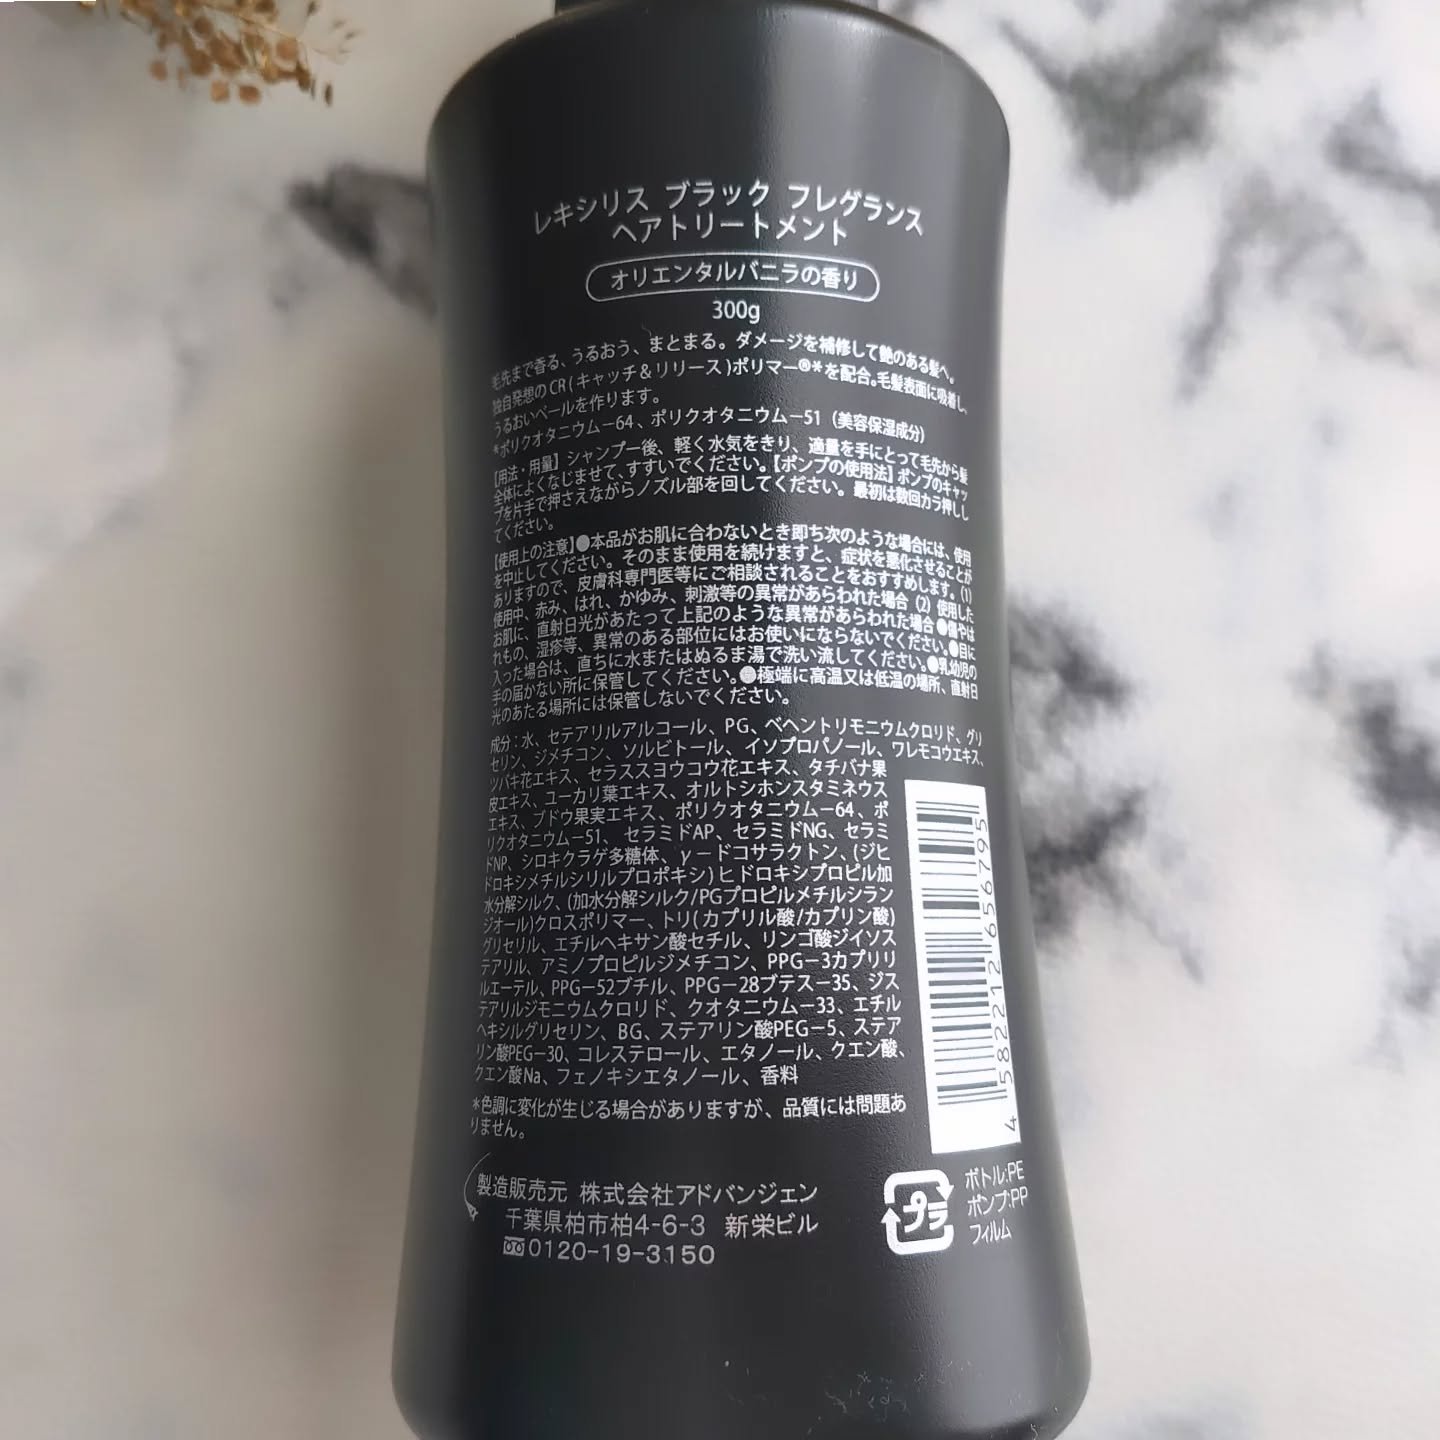 レキシリス ブラック フレグランス
ヘアトリートメント
オリエンタルバニラの香り
300g
毛先まで香る、うるおう、まとまる。ダメージを補修して艶のある髪へ。
独自発想のCR(キャッチ&リリース)ポリマー®*を配合。毛髪表面に吸着し、
うるおいベールを作ります。
*ポリクオタニウム−64、ポリクオタニウム−51（美容保湿成分）
【用法・用量】シャンプー後、軽く水気をきり、適量を手にとって毛先から髪
全体によくなじませて、すすいでください。【ポンプの使用法】ポンプのキャッ
プを片手で押さえながらノズル部を回してください。最初は数回カラ押しし
てください。
【使用上の注意】●本品がお肌に合わないとき即ち次のような場合には、使用
を中止してください。そのまま使用を続けますと、症状を悪化させることが
ありますので、皮膚科専門医等にご相談されることをおすすめします。(1)
使用中、赤み、はれ、かゆみ、刺激等の異常があらわれた場合 (2) 使用した
お肌に、直射日光があたって上記のような異常があらわれた場合 ●傷やは
れもの、湿疹等、異常のある部位にはお使いにならないでください。●目に
入った場合は、直ちに水またはぬるま湯で洗い流してください。●乳幼児の
手の届かない所に保管してください。●極端に高温又は低温の場所、直射日
光のあたる場所には保管しないでください。
成分：水、セテアリルアルコール、PG、ベヘントリモニウムクロリド、グリ
セリン、ジメチコン、ソルビトール、イソプロパノール、ワレモコウエキス、
ツバキ花エキス、セラススヨウコウ花エキス、タチバナ果
皮エキス、ユーカリ葉エキス、オルトシホンスタミネウス
エキス、ブドウ果実エキス、ポリクオタニウム−64、ポ
リクオタニウム−51、セラミドAP、セラミドNG、セラミ
ドNP、シロキクラゲ多糖体、γ−ドコサラクトン、(ジヒ
ドロキシメチルシリルプロポキシ)ヒドロキシプロピル加
水分解シルク、(加水分解シルク/PGプロピルメチルシラン
ジオール)クロスポリマー、トリ(カプリル酸/カプリン酸)
グリセリル、エチルヘキサン酸セチル、リンゴ酸ジイソス
テアリル、アミノプロピルジメチコン、PPG−3カプリリ
ルエーテル、PPG−52ブチル、PPG−28ブテス−35、ジス
テアリルジモニウムクロリド、クオタニウム−33、エチル
ヘキシルグリセリン、BG、ステアリン酸PEG−5、ステア
リン酸PEG−30、コレステロール、エタノール、クエン酸、
クエン酸Na、フェノキシエタノール、香料
*色調に変化が生じる場合がありますが、品質には問題あ
りません。
製造販売元 株式会社アドバンジェン
千葉県柏市柏4-6-3 新栄ビル
0120-19-3150
4 582212 656795
プラ
ボトル:PE
ポンプ:PP
フィルム